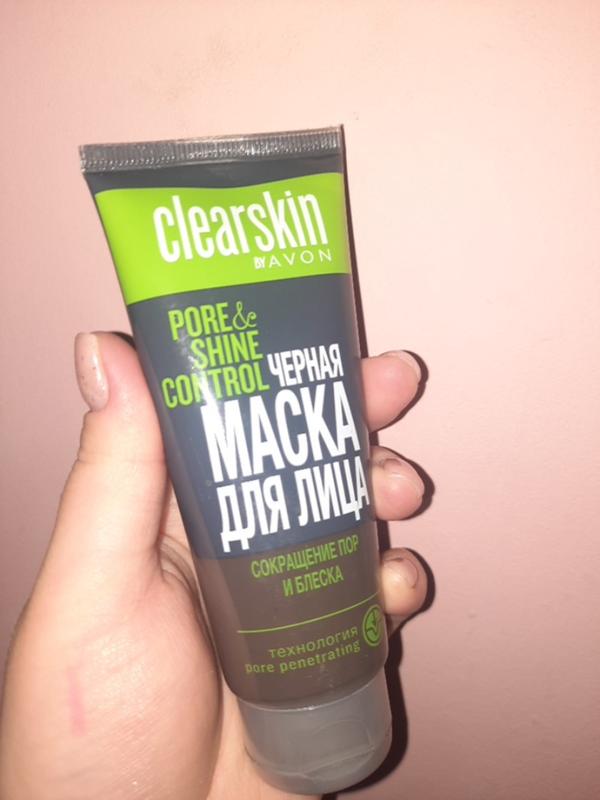 clearskin
BY AVON
PORE&
SHINE
CONTROL
ЧЕРНАЯ
МАСКА
ДЛЯ ЛИЦА
СОКРАЩЕНИЕ ПОР
И БЛЕСКА
технология
pore penetrating